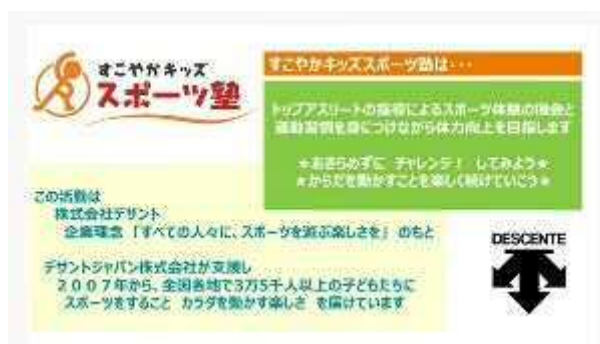 すこやかキッズ
スポーツ塾
すこやかキッズスポーツ塾は・・・
トップアスリートの指導によるスポーツ体験の機会と
運動習慣を身につけながら体力向上を目指します
★あきらめずに チャレンジ! してみよう★
★からだを動かすことを楽しく続けていこう★
この活動は
株式会社デサント
企業理念 「すべての人々に、スポーツを遊ぶ楽しさを」 のもと
デサントジャパン株式会社が支援し
2007年から、全国各地で3万5千人以上の子どもたちに
スポーツをすること カラダを動かす楽しさ を届けています
DESCENTE